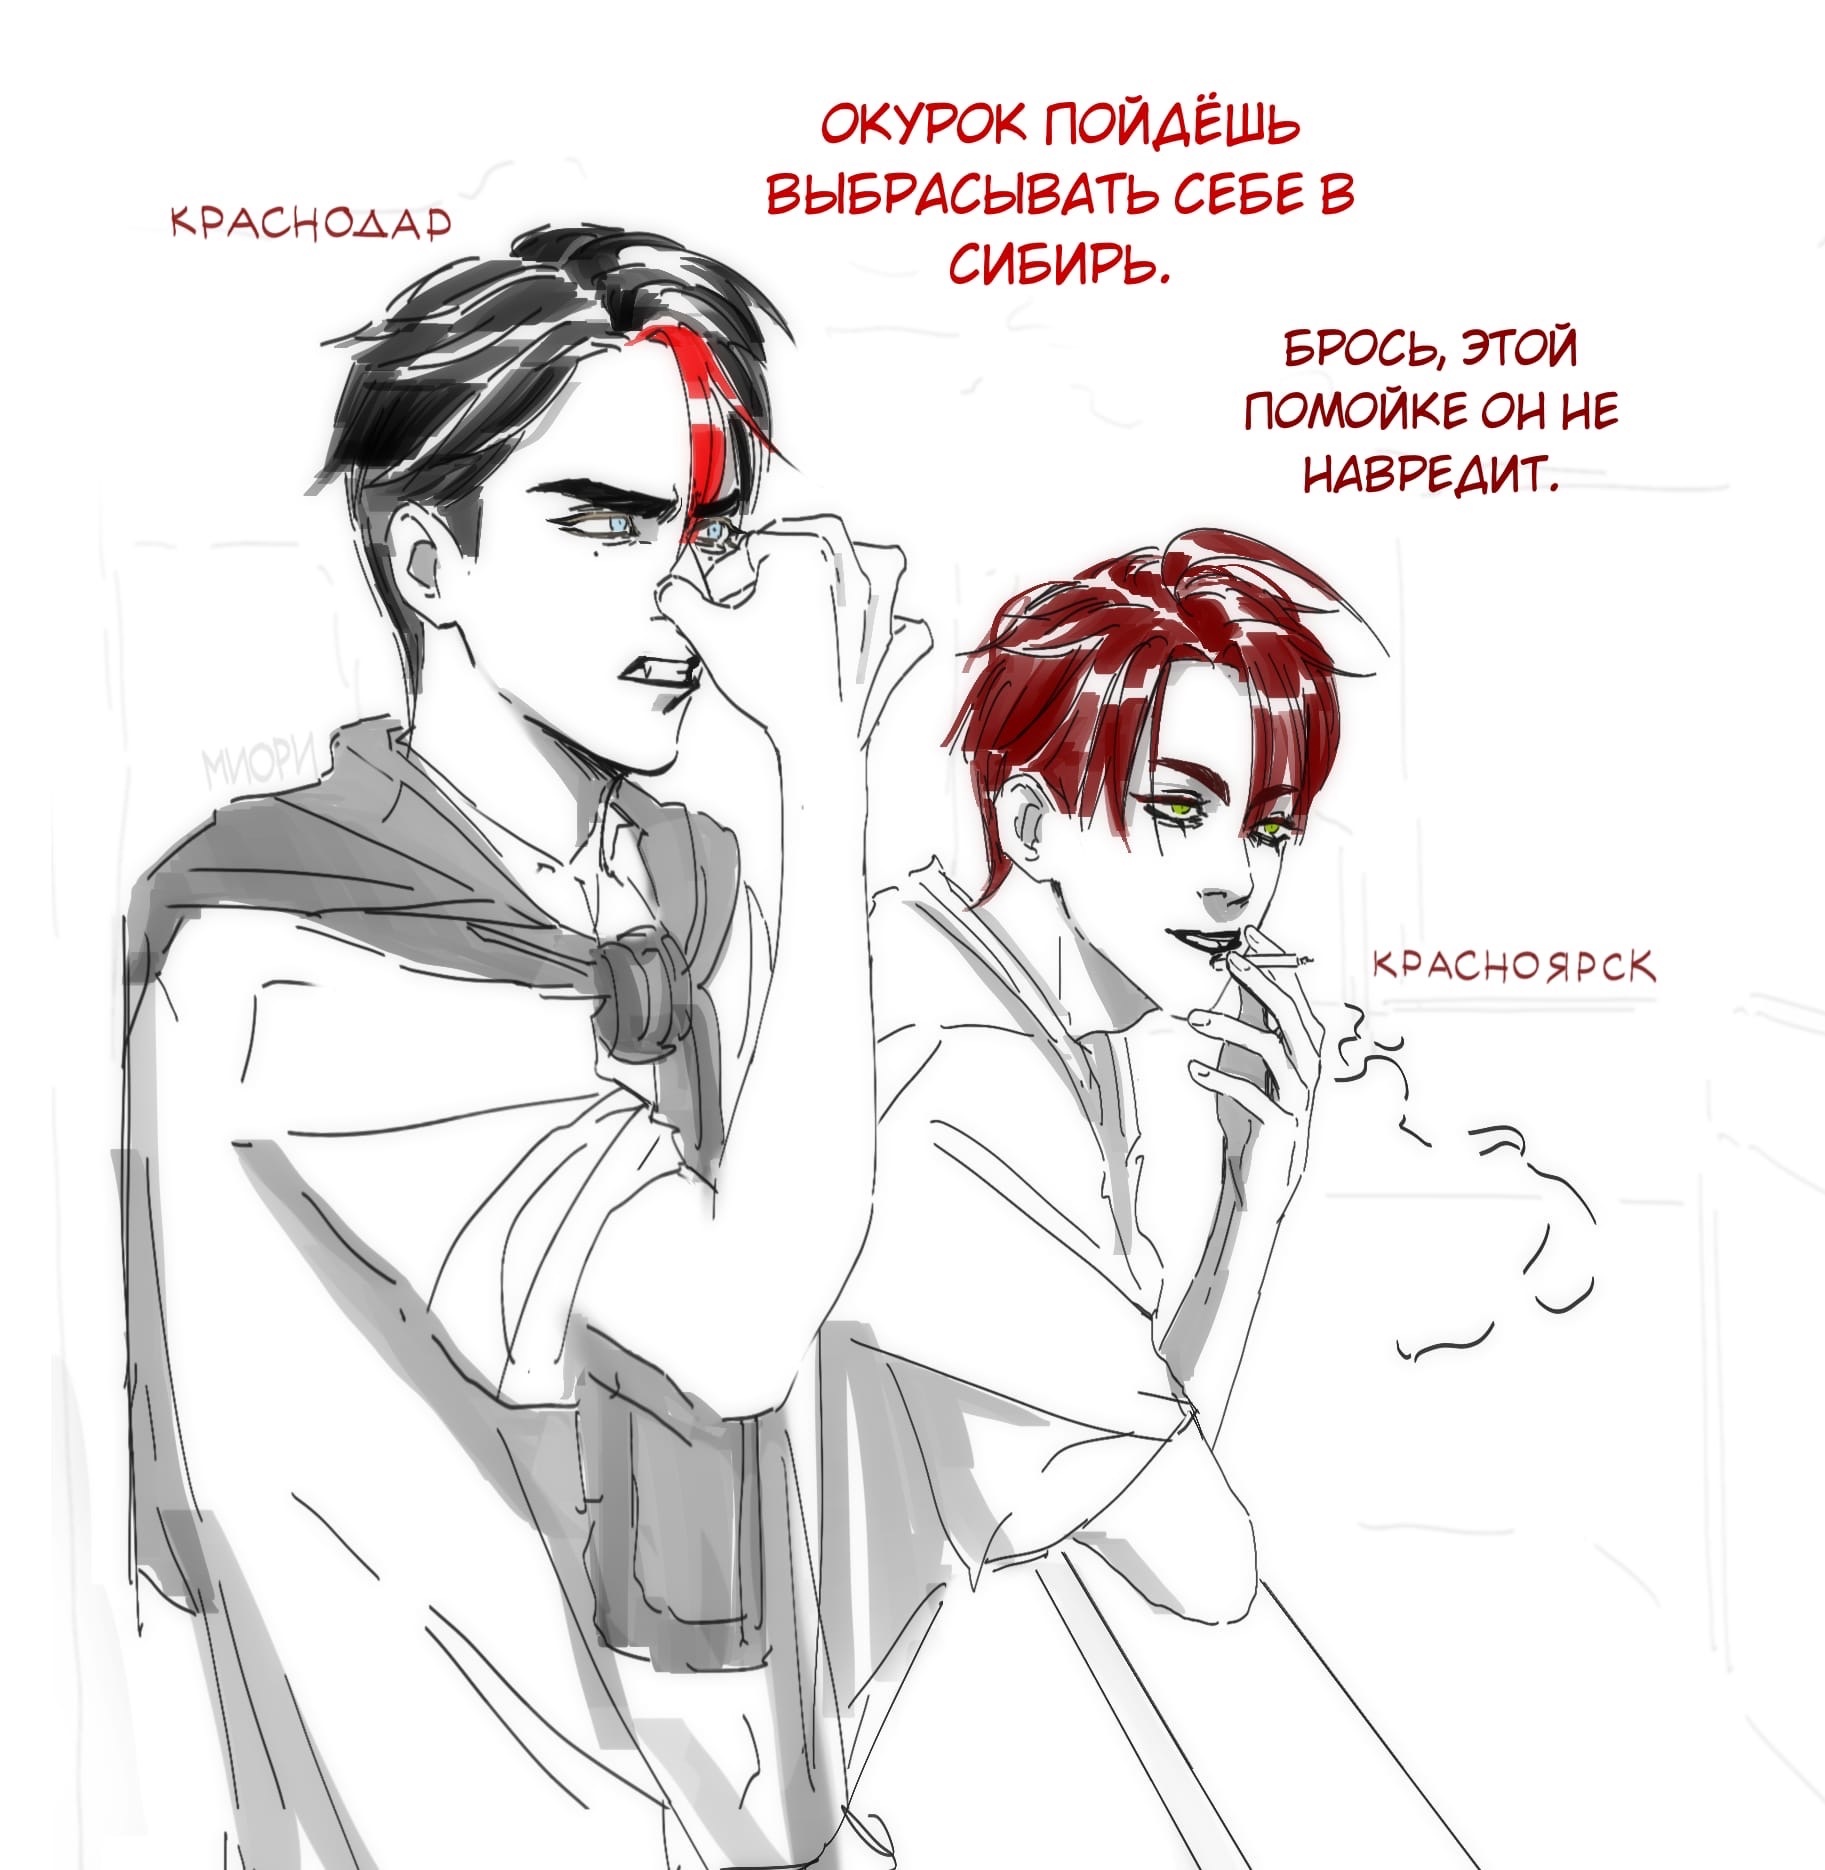 ОКУРОК ПОЙДЁШЬ
ВЫБРАСЫВАТЬ СЕБЕ В
СИБИРЬ.
КРАСНОДАР
БРОСЬ, ЭТОЙ
ПОМОЙКЕ ОН НЕ
НАВРЕДИТ.
МИОРИ
КРАСНОЯРСК